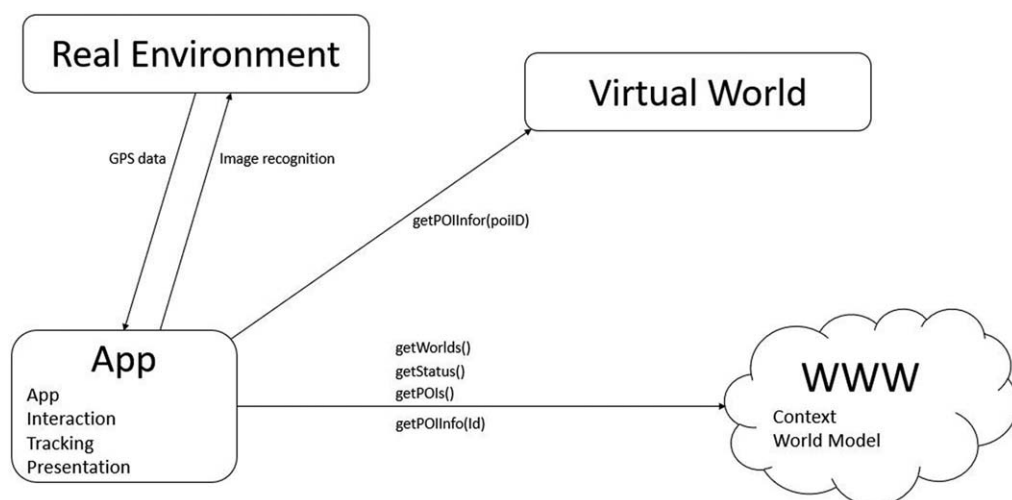 Real Environment
Virtual World
GPS data
Image recognition
getPOIInfor(poiID)
App
App
Interaction
Tracking
Presentation
getWorlds()
getStatus()
getPOIs()
getPOIInfo(Id)
WWW
Context
World Model